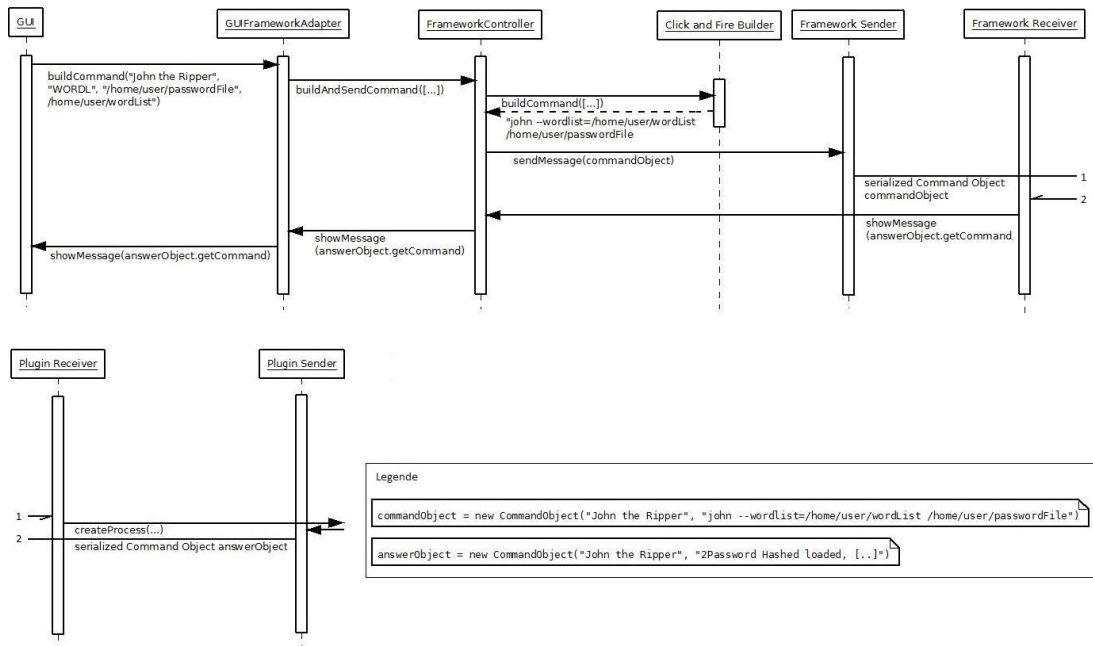 GUI
GUIFrameworkAdapter
FrameworkController
Click and Fire Builder
Framework Sender
Framework Receiver
buildCommand("John the Ripper",
"WORDL", "/home/user/passwordFile",
/home/user/wordList")
buildAndSendCommand([...])
buildCommand([...])
"john --wordlist=/home/user/wordList
/home/user/passwordFile
sendMessage(commandObject)
serialized Command Object
commandObject
1
2
showMessage
(answerObject.getCommand
showMessage
(answerObject.getCommand)
showMessage(answerObject.getCommand)
Plugin Receiver
Plugin Sender
1
createProcess(...)
2
serialized Command Object answerObject
Legende
commandObject = new CommandObject("John the Ripper", "john --wordlist=/home/user/wordList /home/user/passwordFile")
answerObject = new CommandObject("John the Ripper", "2Password Hashed loaded, [..]")